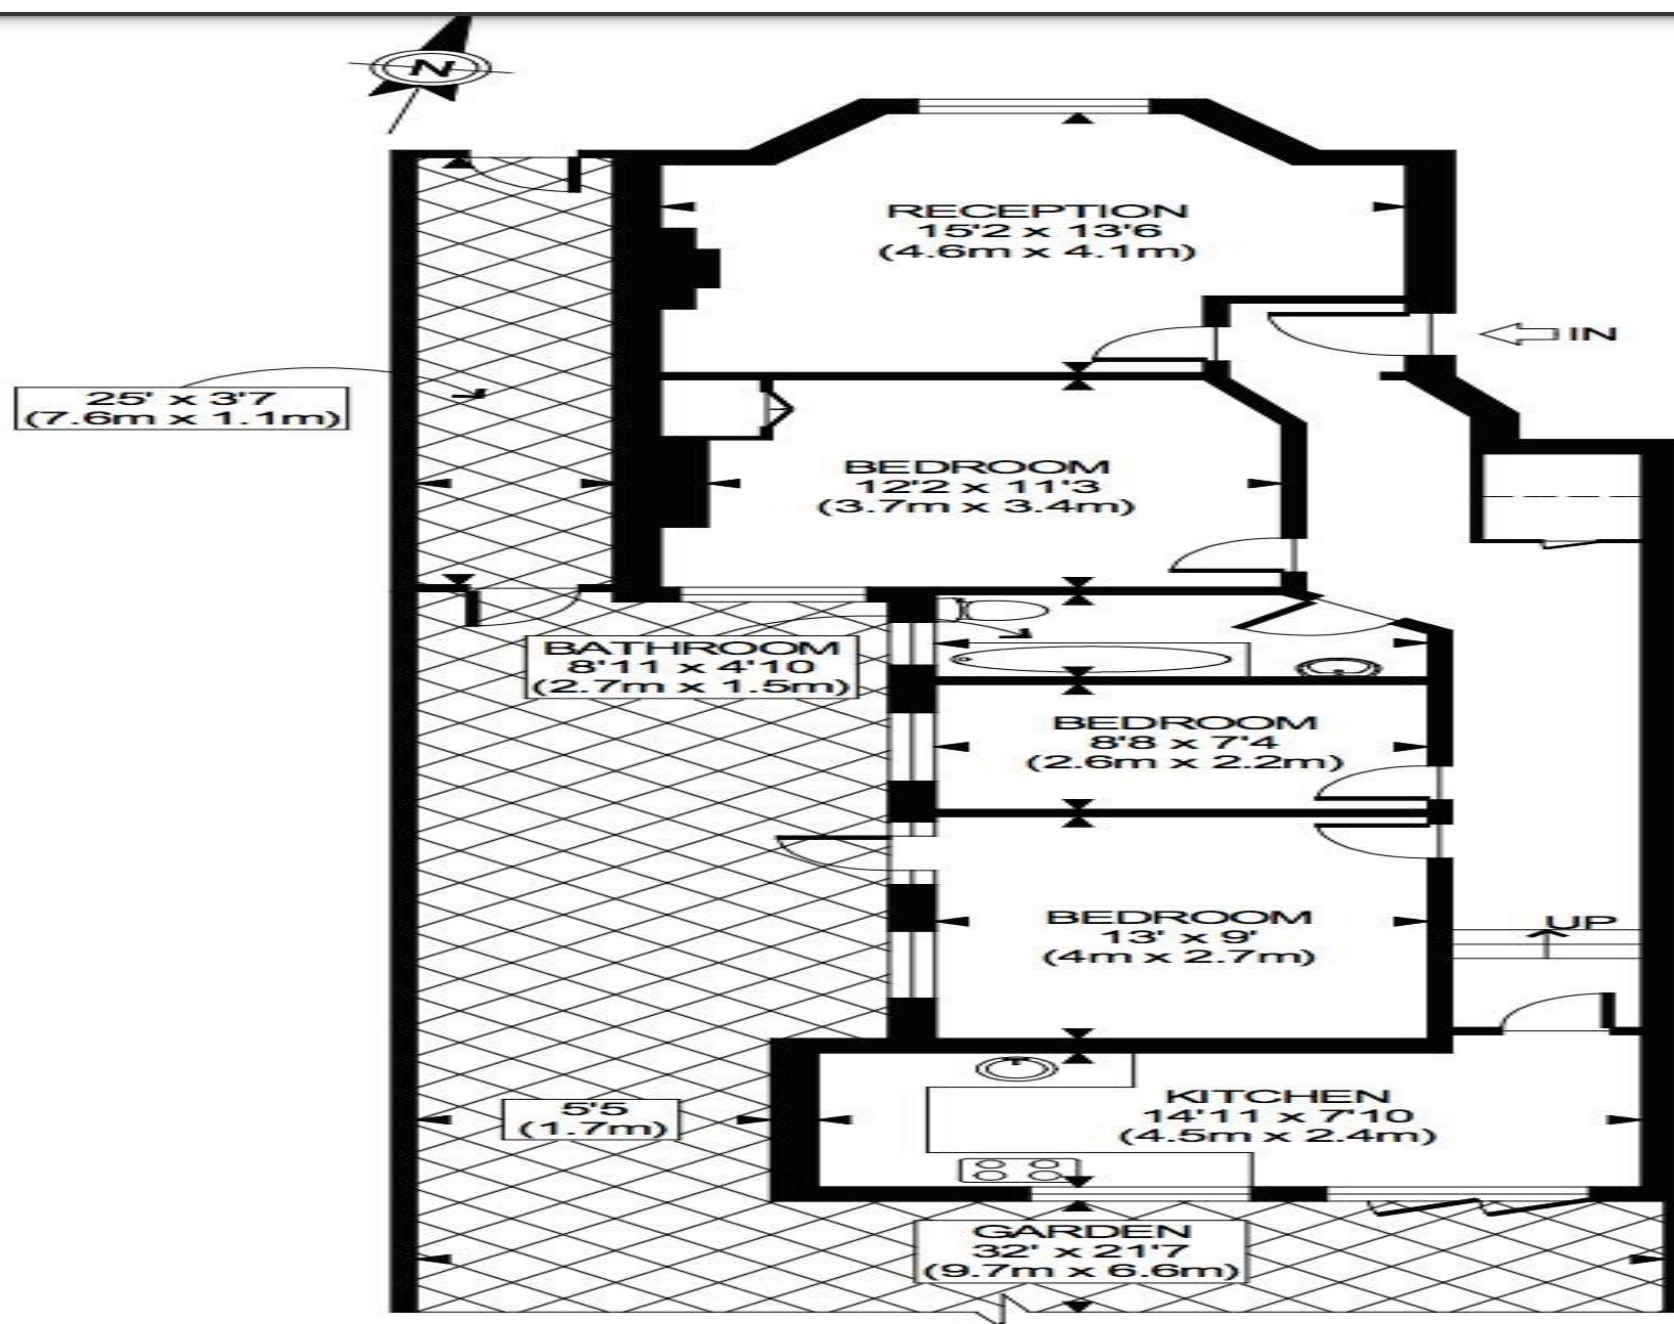 N
RECEPTION
15'2 x 13'6
(4.6m x 4.1m)
IN
25' x 3'7
(7.6m x 1.1m)
BEDROOM
12'2 x 11'3
(3.7m x 3.4m)
BATHROOM
8'11 x 4'10
(2.7m x 1.5m)
BEDROOM
8'8 x 7'4
(2.6m x 2.2m)
BEDROOM
13' x 9'
(4m x 2.7m)
UP
KITCHEN
14'11 x 7'10
(4.5m x 2.4m)
5'5
(1.7m)
GARDEN
32' x 21'7
(9.7m x 6.6m)